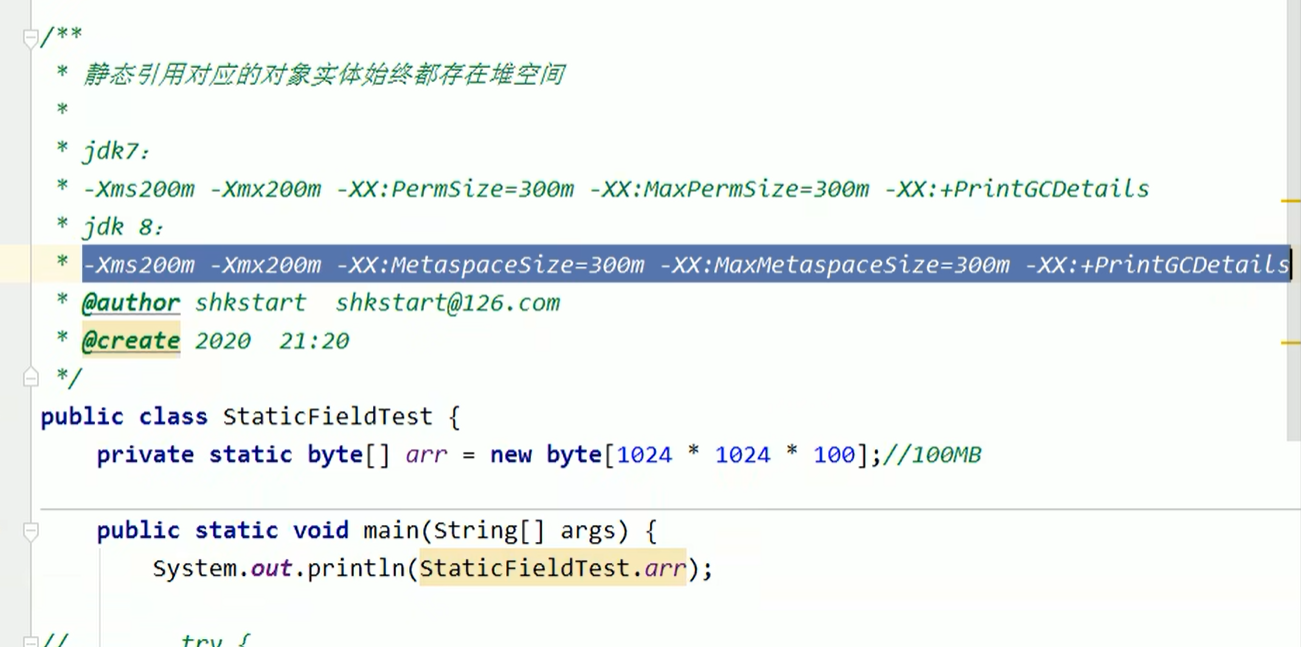 /**
 * 静态引用对应的对象实体始终都存在堆空间
 *
 * jdk7：
 * -Xms200m -Xmx200m -XX:PermSize=300m -XX:MaxPermSize=300m -XX:+PrintGCDetails
 * jdk 8：
 * -Xms200m -Xmx200m -XX:MetaspaceSize=300m -XX:MaxMetaspaceSize=300m -XX:+PrintGCDetails
 * @author shkstart  shkstart@126.com
 * @create 2020  21:20
 */
public class StaticFieldTest {
    private static byte[] arr = new byte[1024 * 1024 * 100];//100MB
    public static void main(String[] args) {
        System.out.println(StaticFieldTest.arr);
//        try {